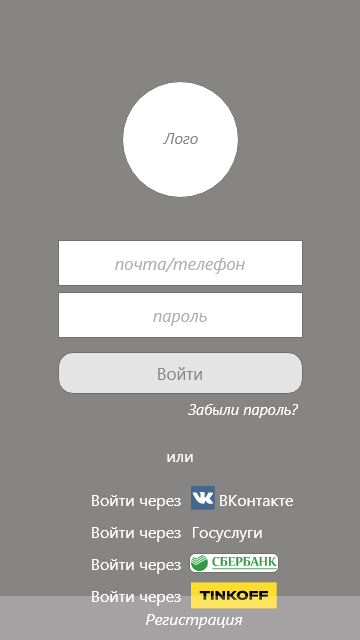 Лого
почта/телефон
пароль
Войти
Забыли пароль?
или
Войти через ВКонтакте
Войти через Госуслуги
Войти через СБЕРБАНК
Войти через TINKOFF
Регистрация